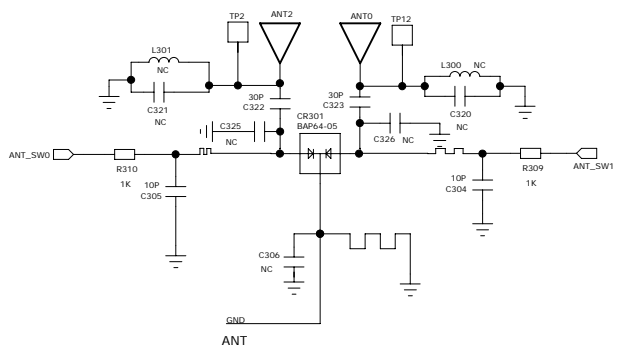 TP2
ANT2
ANT0
TP12
L301
NC
L300 NC
C321
NC
30P
C322
30P
C323
C320
NC
CR301
BAP64-05
C325
NC
C326
NC
ANT_SW0
ANT_SW1
R310
1K
10P
C305
10P
C304
R309
1K
C306
NC
GND
ANT